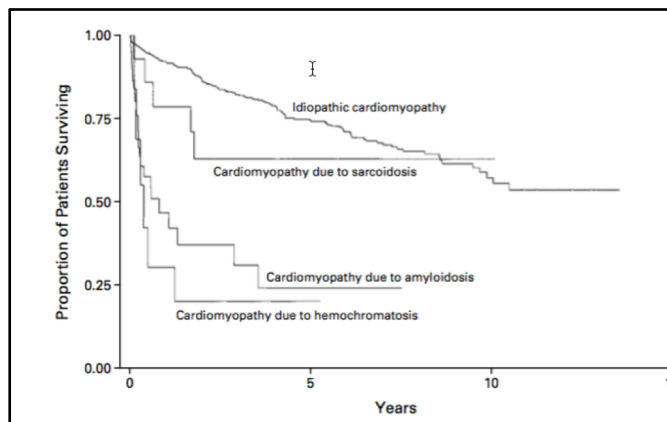 1.00
0.75
0.50
0.25
0.00
Proportion of Patients Surviving
Idiopathic cardiomyopathy
Cardiomyopathy due to sarcoidosis
Cardiomyopathy due to amyloidosis
Cardiomyopathy due to hemochromatosis
0
5
10
Years